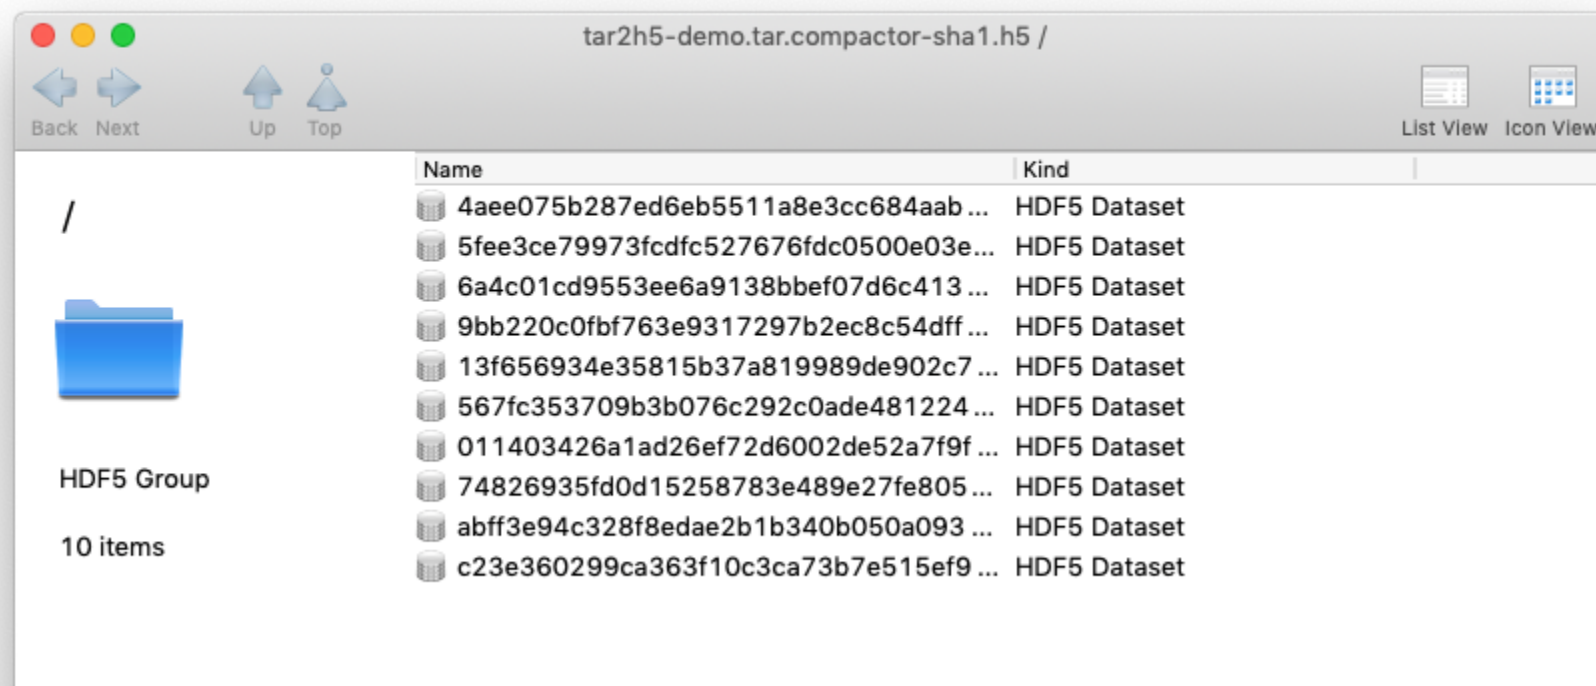 tar2h5-demo.tar.compactor-sha1.h5 /
Back Next Up Top List View Icon View
Name Kind
/
4aee075b287ed6eb5511a8e3cc684aab... HDF5 Dataset
5fee3ce79973fcdfc527676fdc0500e03e... HDF5 Dataset
6a4c01cd9553ee6a9138bbef07d6c413... HDF5 Dataset
9bb220c0fbf763e9317297b2ec8c54dff... HDF5 Dataset
13f656934e35815b37a819989de902c7... HDF5 Dataset
567fc353709b3b076c292c0ade481224... HDF5 Dataset
011403426a1ad26ef72d6002de52a7f9f... HDF5 Dataset
74826935fd0d15258783e489e27fe805... HDF5 Dataset
abff3e94c328f8edae2b1b340b050a093... HDF5 Dataset
c23e360299ca363f10c3ca73b7e515ef9... HDF5 Dataset
HDF5 Group
10 items